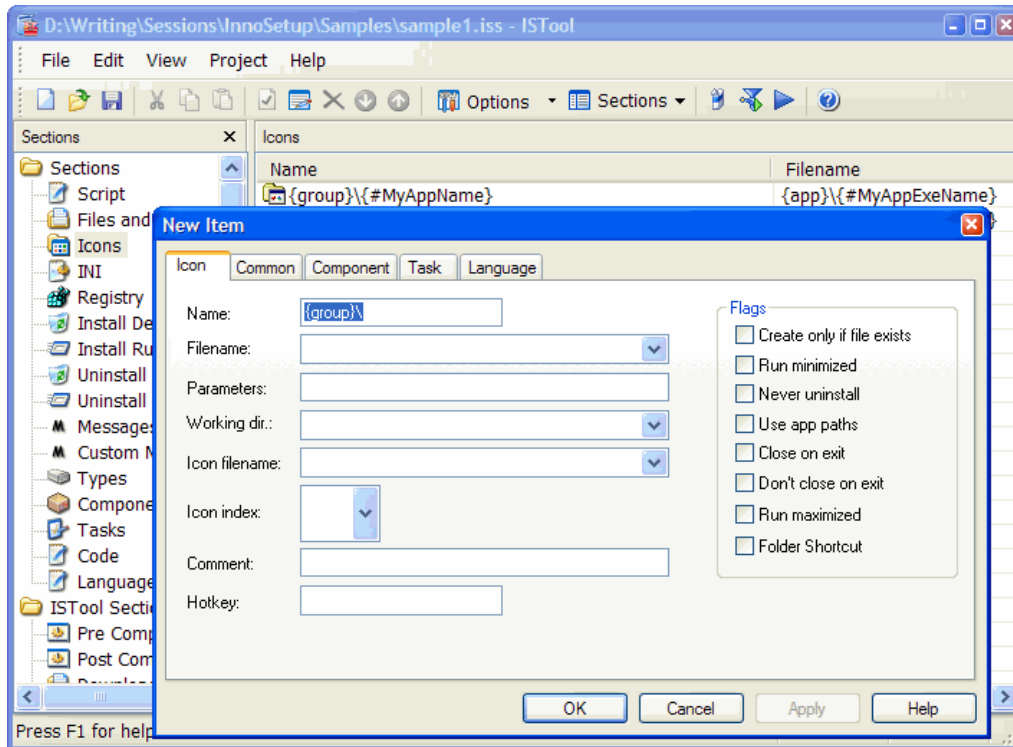 D:\Writing\Sessions\InnoSetup\Samples\sample1.iss - ISTool
File Edit View Project Help
Options Sections
Sections
Icons
Sections
Name Filename
Script
{group}\{#MyAppName} {app}\{#MyAppExeName}
Files and
New Item
Icons
INI
Registry
Install De
Install Ru
Uninstall
Uninstall
Messages
Custom M
Types
Compone
Tasks
Code
Language
ISTool Secti
Pre Comp
Post Com
Icon Common Component Task Language
Name: {group}\
Filename:
Parameters:
Working dir.:
Icon filename:
Icon index:
Comment:
Hotkey:
Flags
Create only if file exists
Run minimized
Never uninstall
Use app paths
Close on exit
Don't close on exit
Run maximized
Folder Shortcut
OK Cancel Apply Help
Press F1 for help